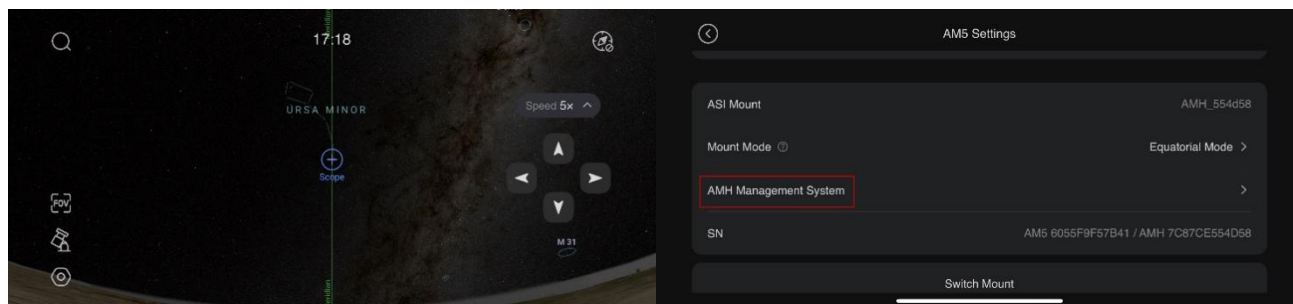 17:18
URSA MINOR
Speed 5x
Scope
FOV
M 31
AM5 Settings
ASI Mount AMH_554d58
Mount Mode ? Equatorial Mode >
AMH Management System >
SN AM5 6055F9F57B41 / AMH 7C87CE554D58
Switch Mount